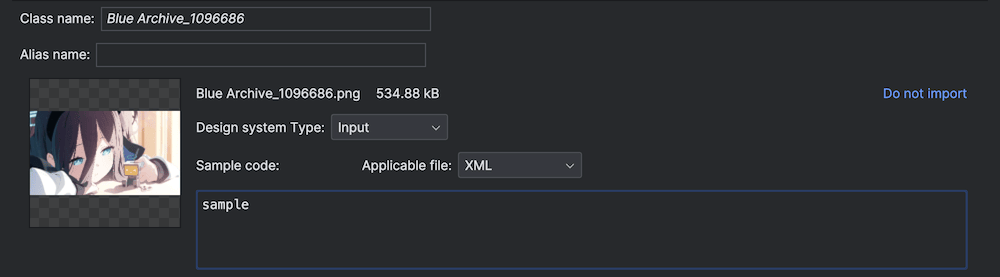 Class name: Blue Archive_1096686
Alias name:
Blue Archive_1096686.png 534.88 kB Do not import
Design system Type: Input
Sample code: Applicable file: XML
sample